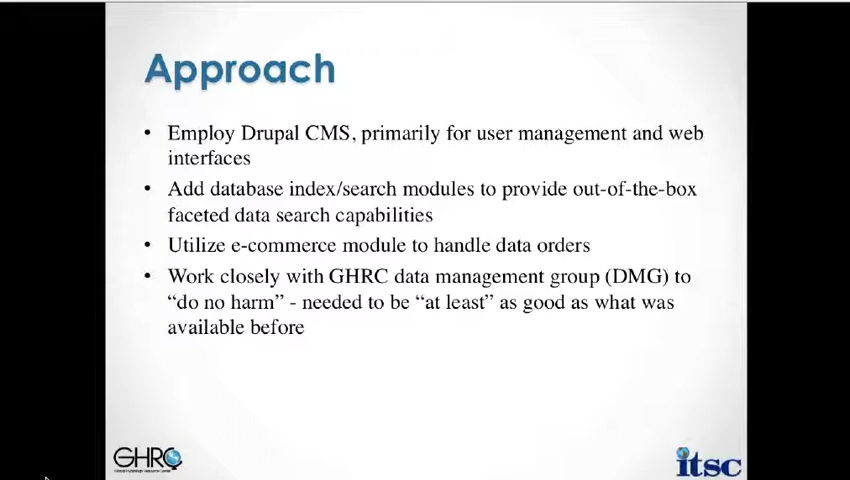 Approach
• Employ Drupal CMS, primarily for user management and web
interfaces
• Add database index/search modules to provide out-of-the-box
faceted data search capabilities
• Utilize e-commerce module to handle data orders
• Work closely with GHRC data management group (DMG) to
“do no harm” - needed to be “at least” as good as what was
available before
GHRC
itsc